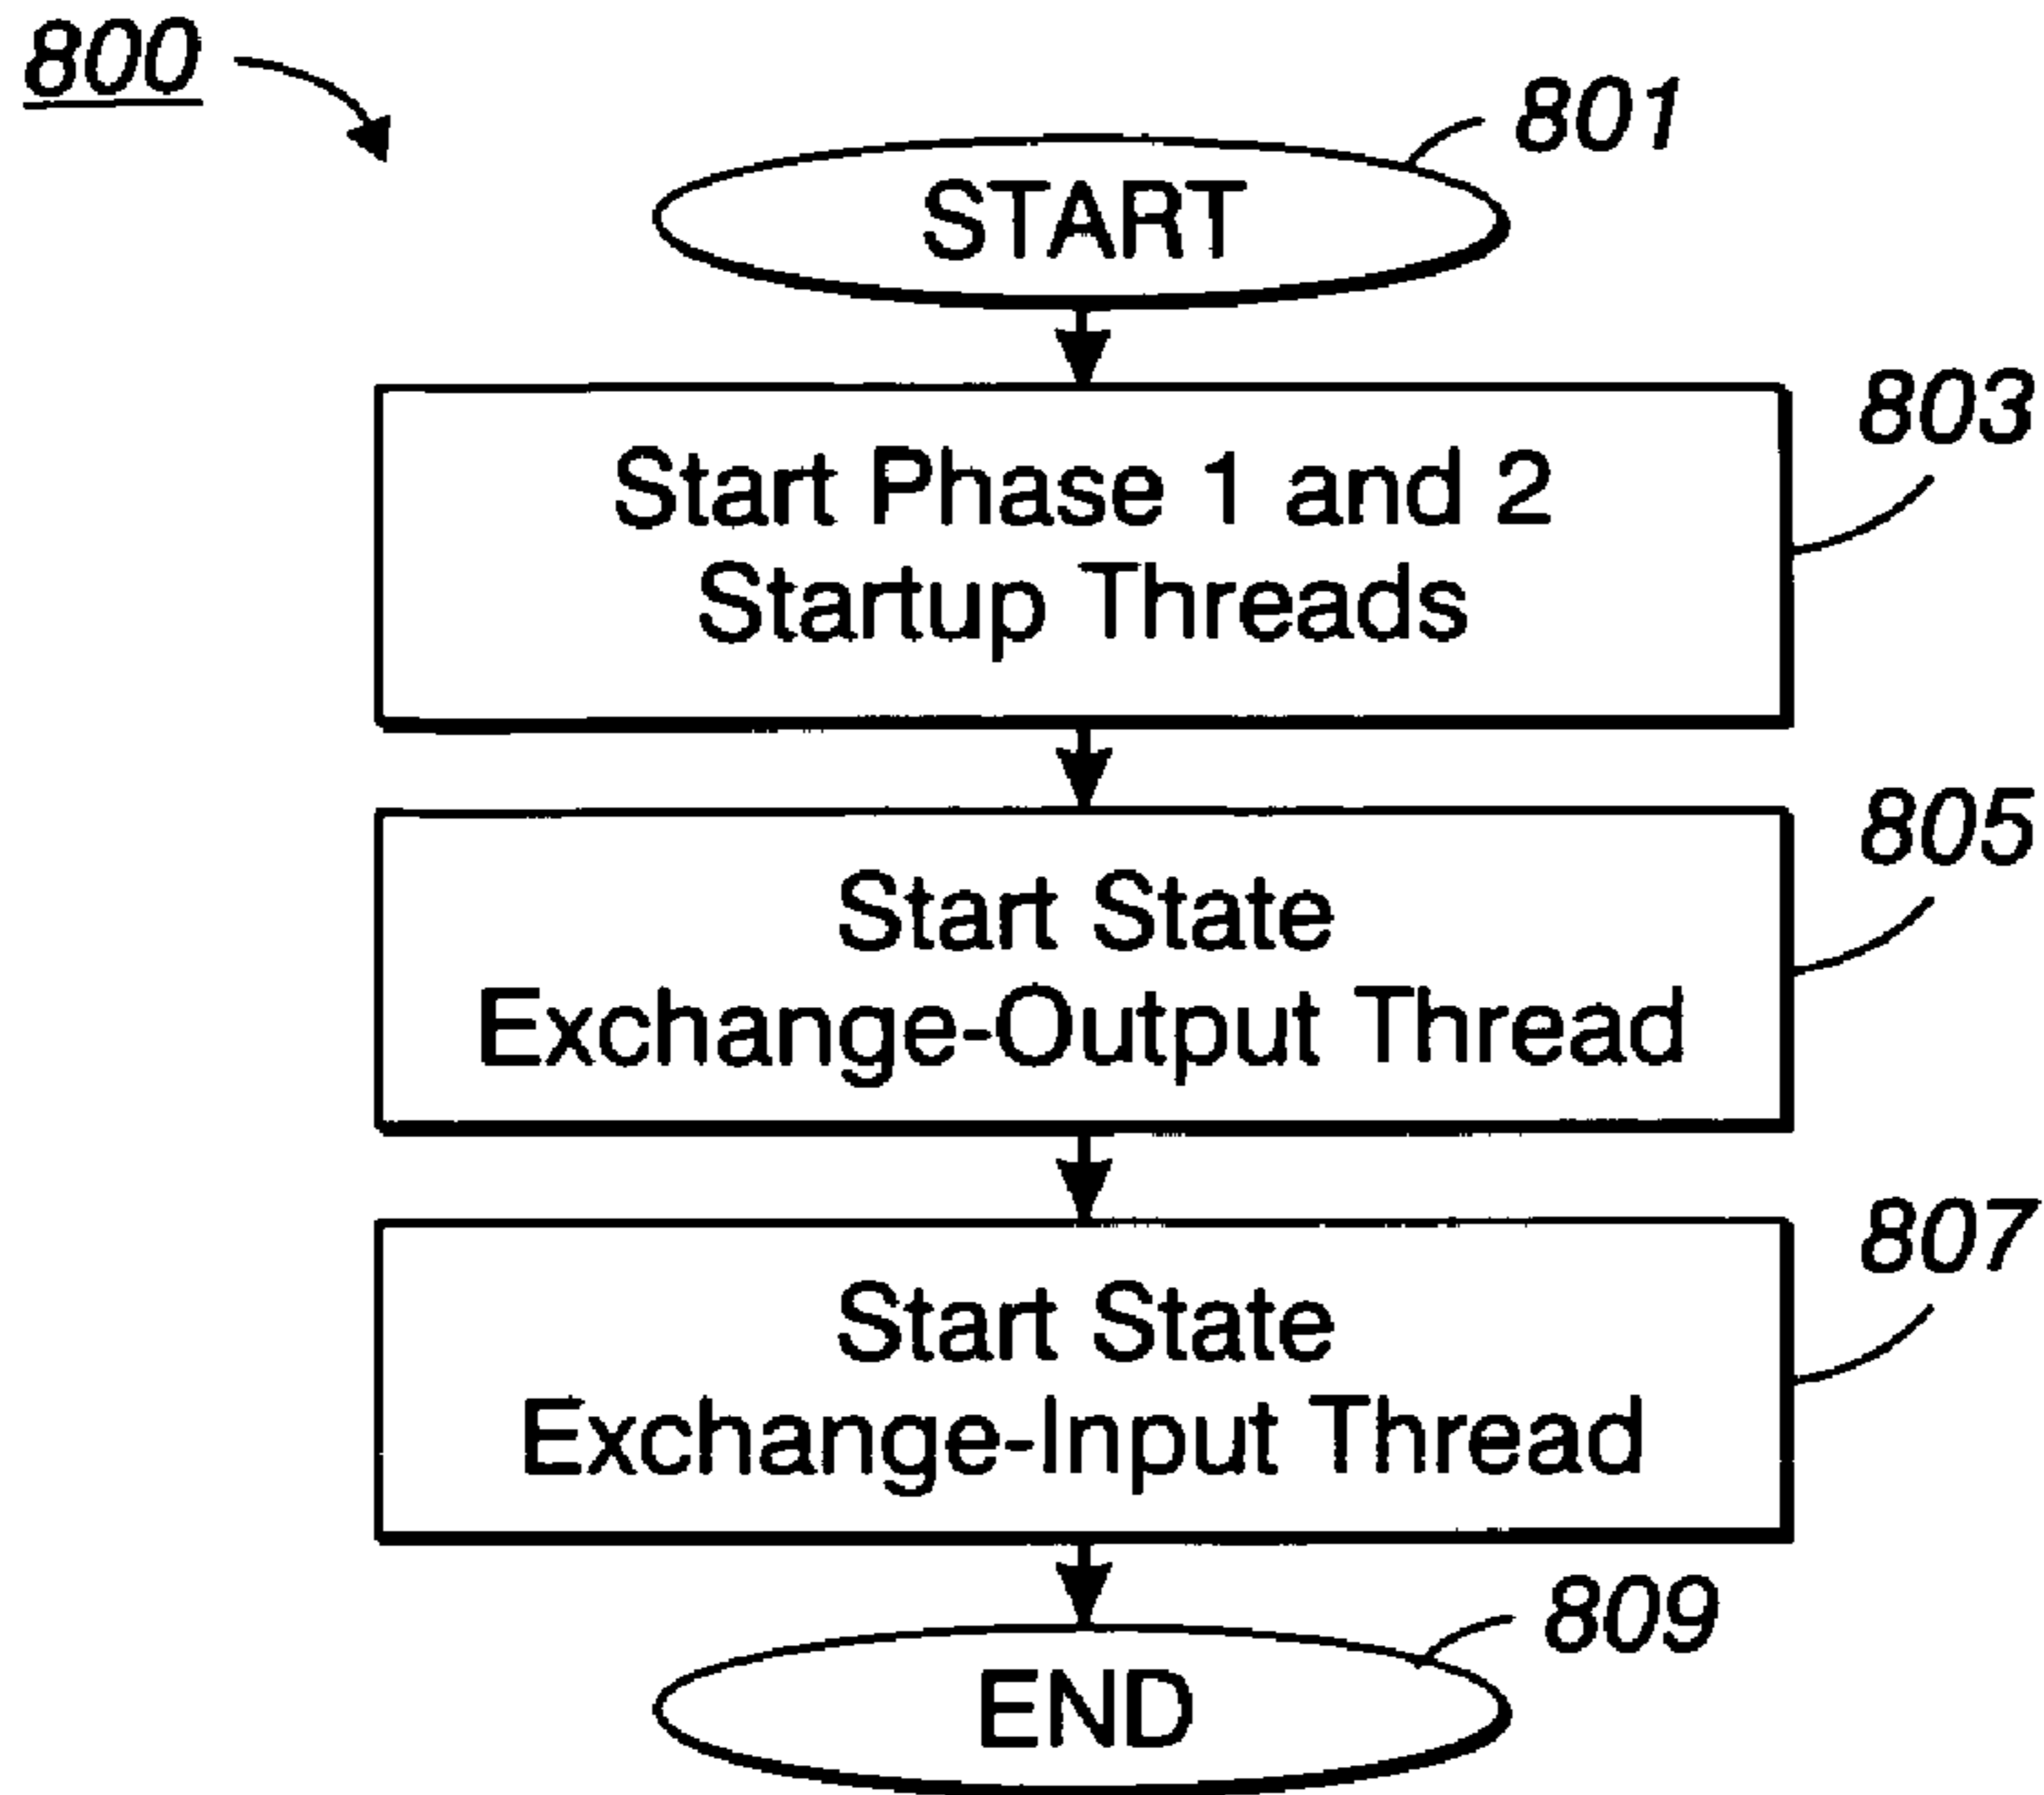 800
801
START
803
Start Phase 1 and 2
Startup Threads
805
Start State
Exchange-Output Thread
807
Start State
Exchange-Input Thread
809
END